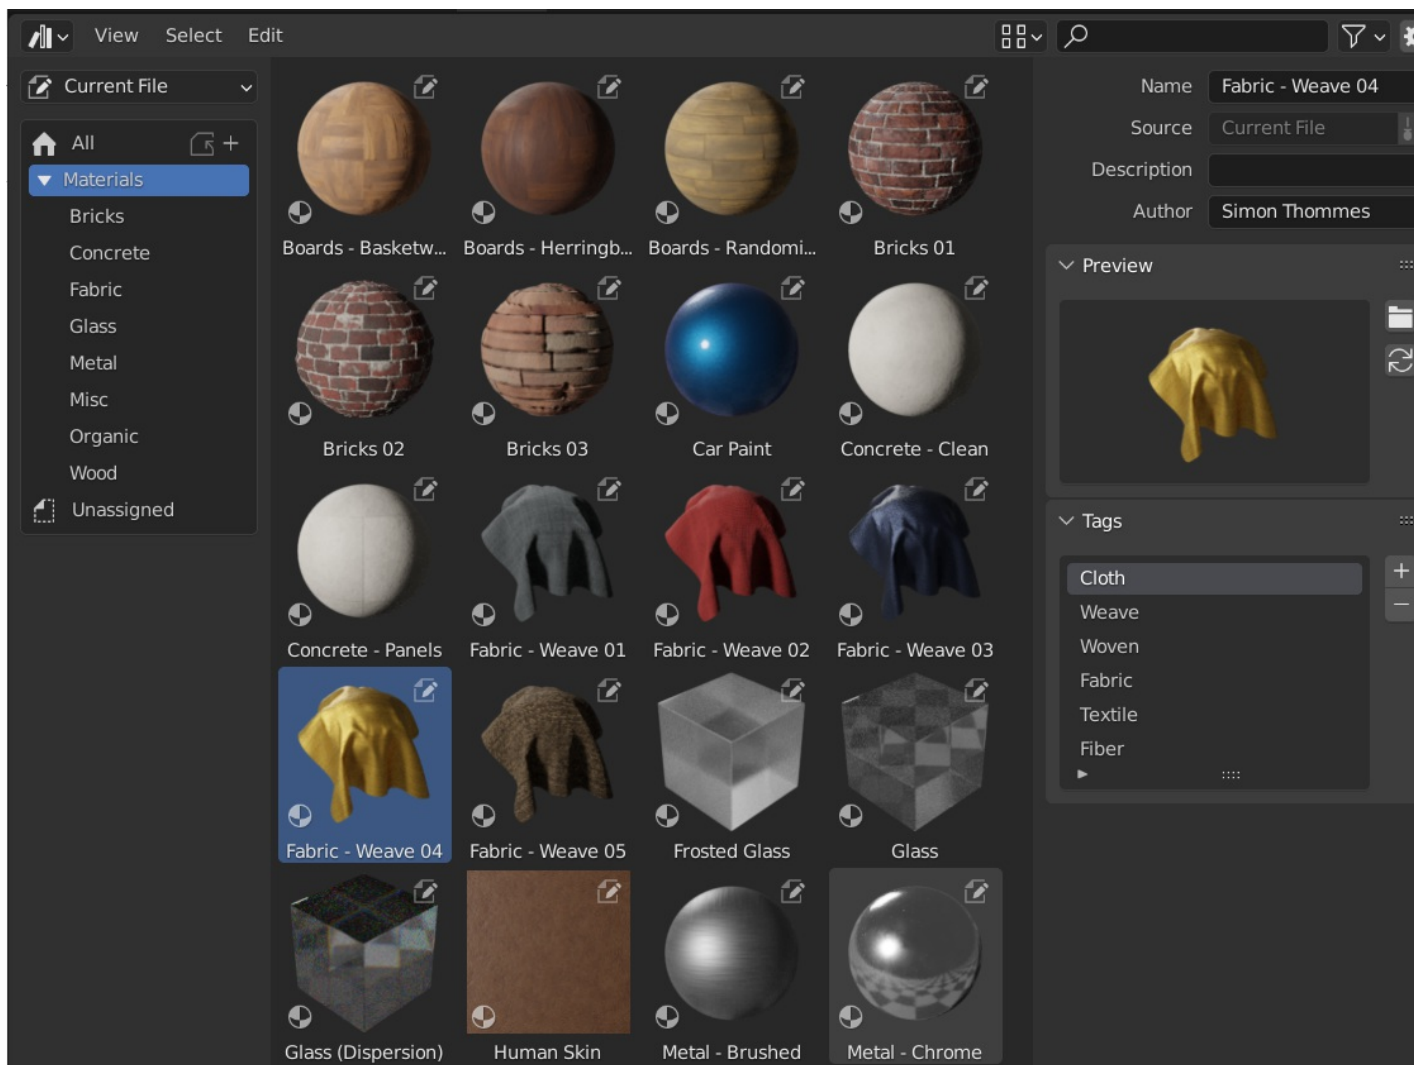 View Select Edit
Current File
All
Materials
Bricks
Concrete
Fabric
Glass
Metal
Misc
Organic
Wood
Unassigned
Boards - Basketw... Boards - Herringb... Boards - Randomi... Bricks 01
Bricks 02 Bricks 03 Car Paint Concrete - Clean
Concrete - Panels Fabric - Weave 01 Fabric - Weave 02 Fabric - Weave 03
Fabric - Weave 04 Fabric - Weave 05 Frosted Glass Glass
Glass (Dispersion) Human Skin Metal - Brushed Metal - Chrome
Name Fabric - Weave 04
Source Current File
Description
Author Simon Thommes
Preview
Tags
Cloth
Weave
Woven
Fabric
Textile
Fiber